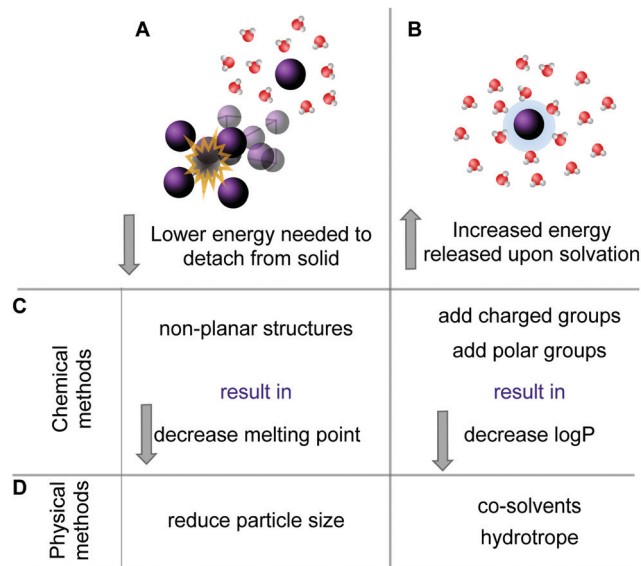 A
B
Lower energy needed to
detach from solid
Increased energy
released upon solvation
C
Chemical
methods
non-planar structures
result in
decrease melting point
add charged groups
add polar groups
result in
decrease logP
D
Physical
methods
reduce particle size
co-solvents
hydrotrope